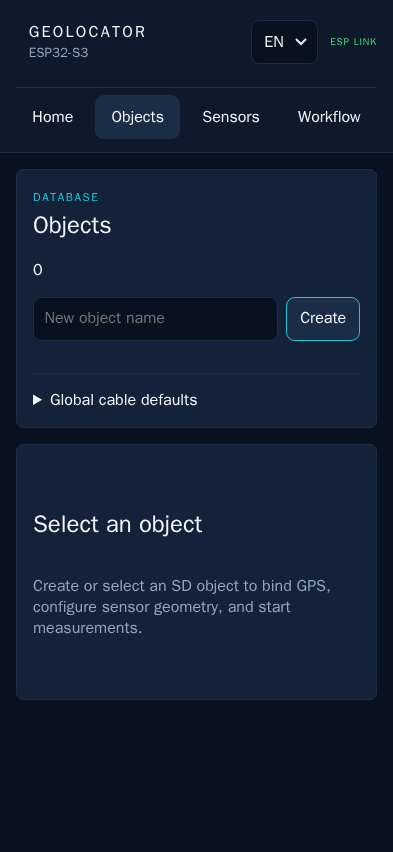 GEOLOCATOR
ESP32-S3
EN
ESP LINK
Home
Objects
Sensors
Workflow
DATABASE
Objects
0
New object name
Create
Global cable defaults
Select an object
Create or select an SD object to bind GPS,
configure sensor geometry, and start
measurements.